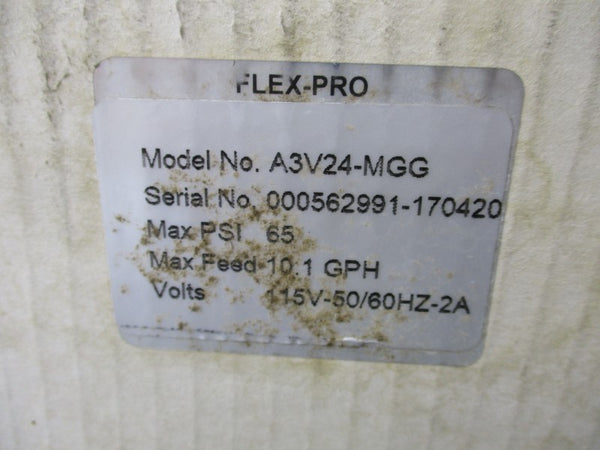 FLEX-PRO
Model No. A3V24-MGG
Serial No. 000562991-170420
Max PSI 65
Max Feed 10.1 GPH
Volts 115V-50/60HZ-2A